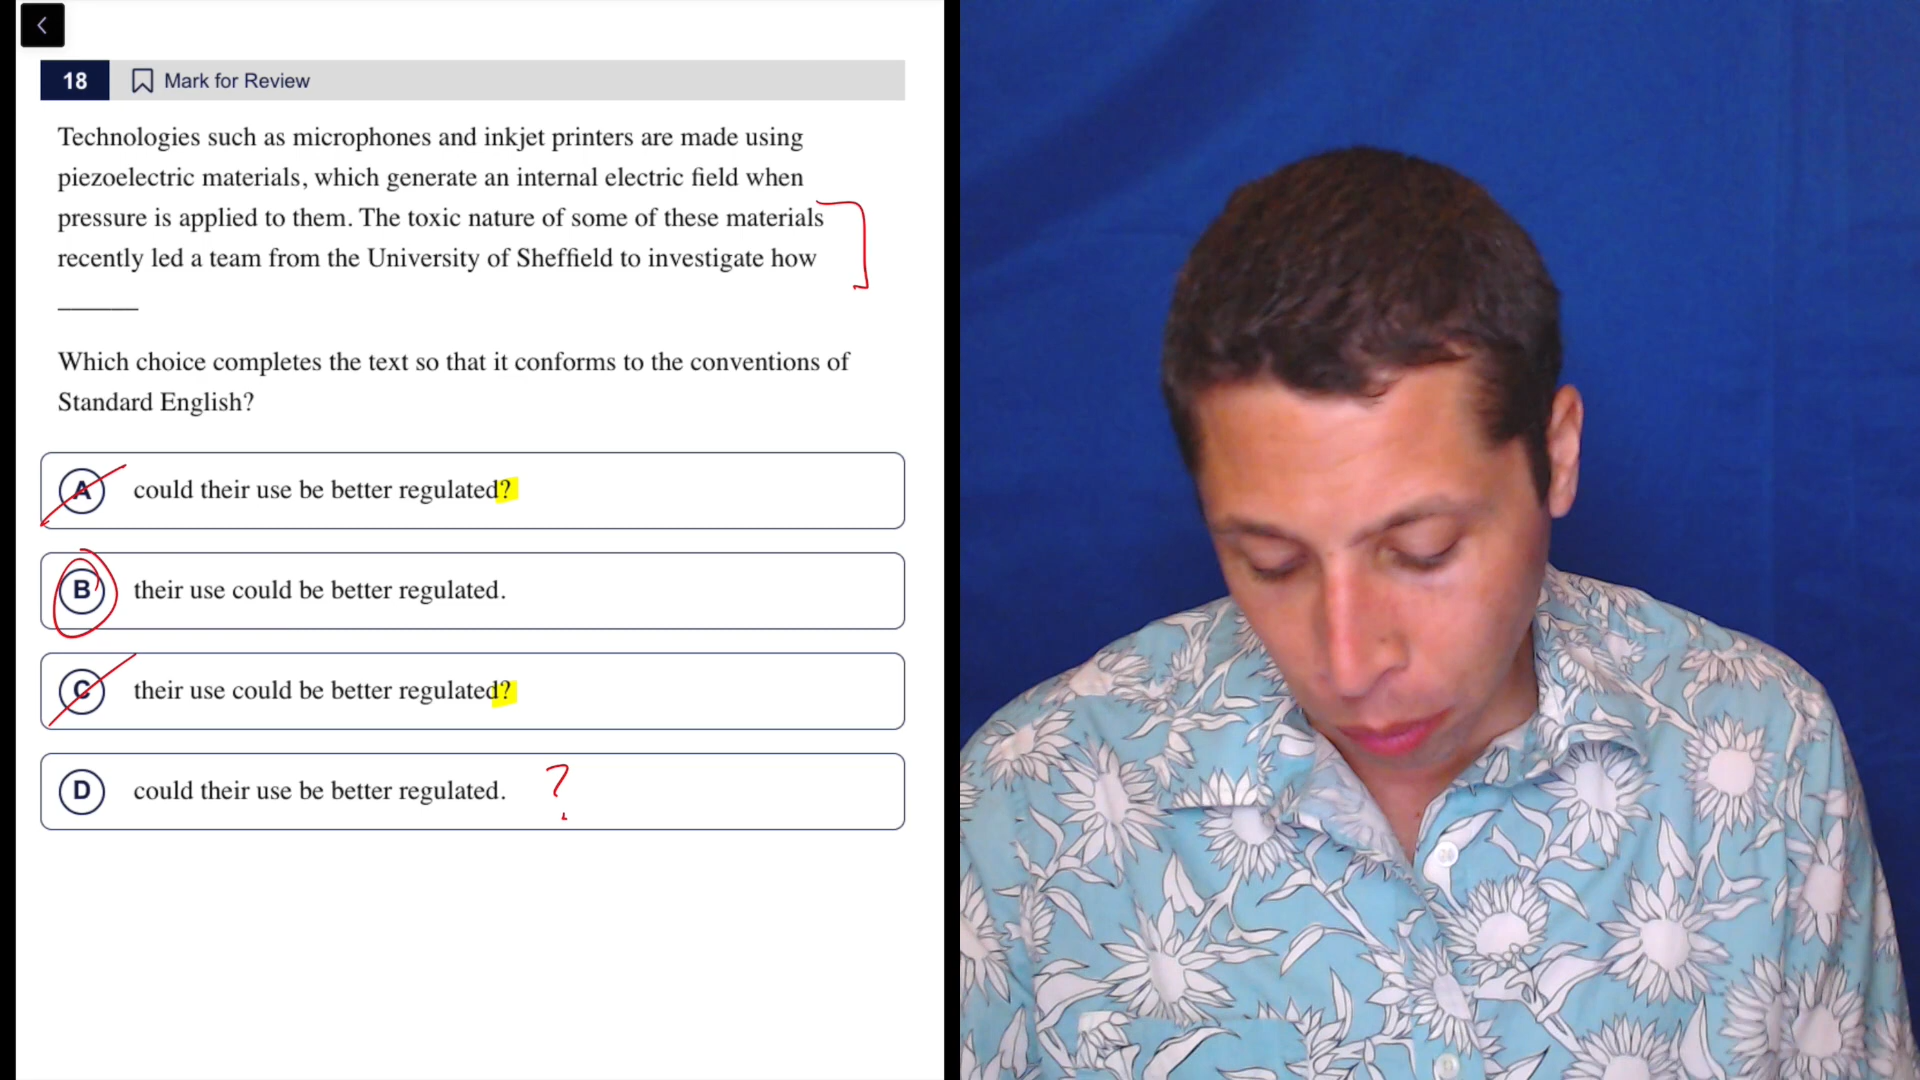 18 Mark for Review
Technologies such as microphones and inkjet printers are made using
piezoelectric materials, which generate an internal electric field when
pressure is applied to them. The toxic nature of some of these materials
recently led a team from the University of Sheffield to investigate how
______
Which choice completes the text so that it conforms to the conventions of
Standard English?
A could their use be better regulated?
B their use could be better regulated.
C their use could be better regulated?
D could their use be better regulated. ?